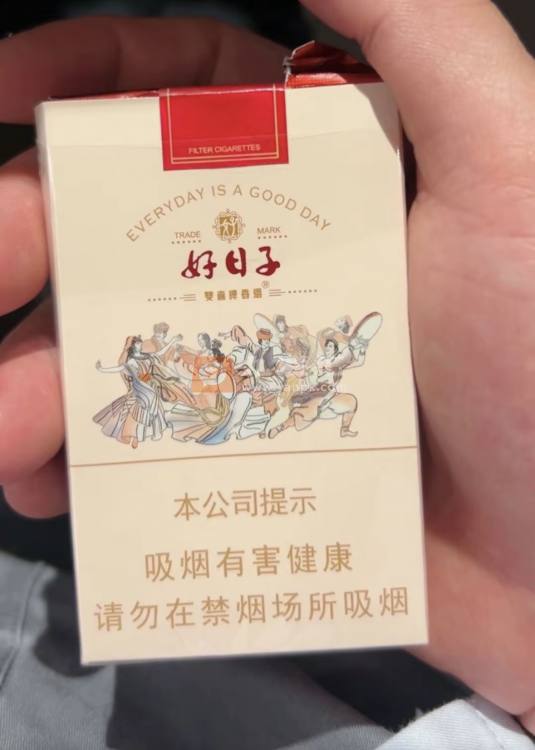 FILTER CIGARETTES
EVERYDAY IS A GOOD DAY
TRADE MARK
好日子
雙喜牌香烟
本公司提示
吸烟有害健康
请勿在禁烟场所吸烟